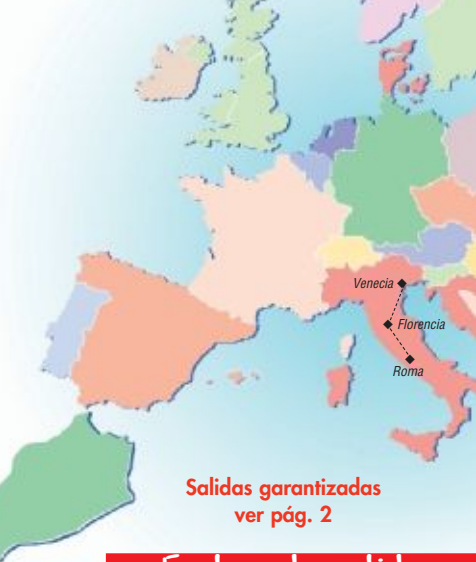 Venecia
Florencia
Roma
Salidas garantizadas
ver pág. 2